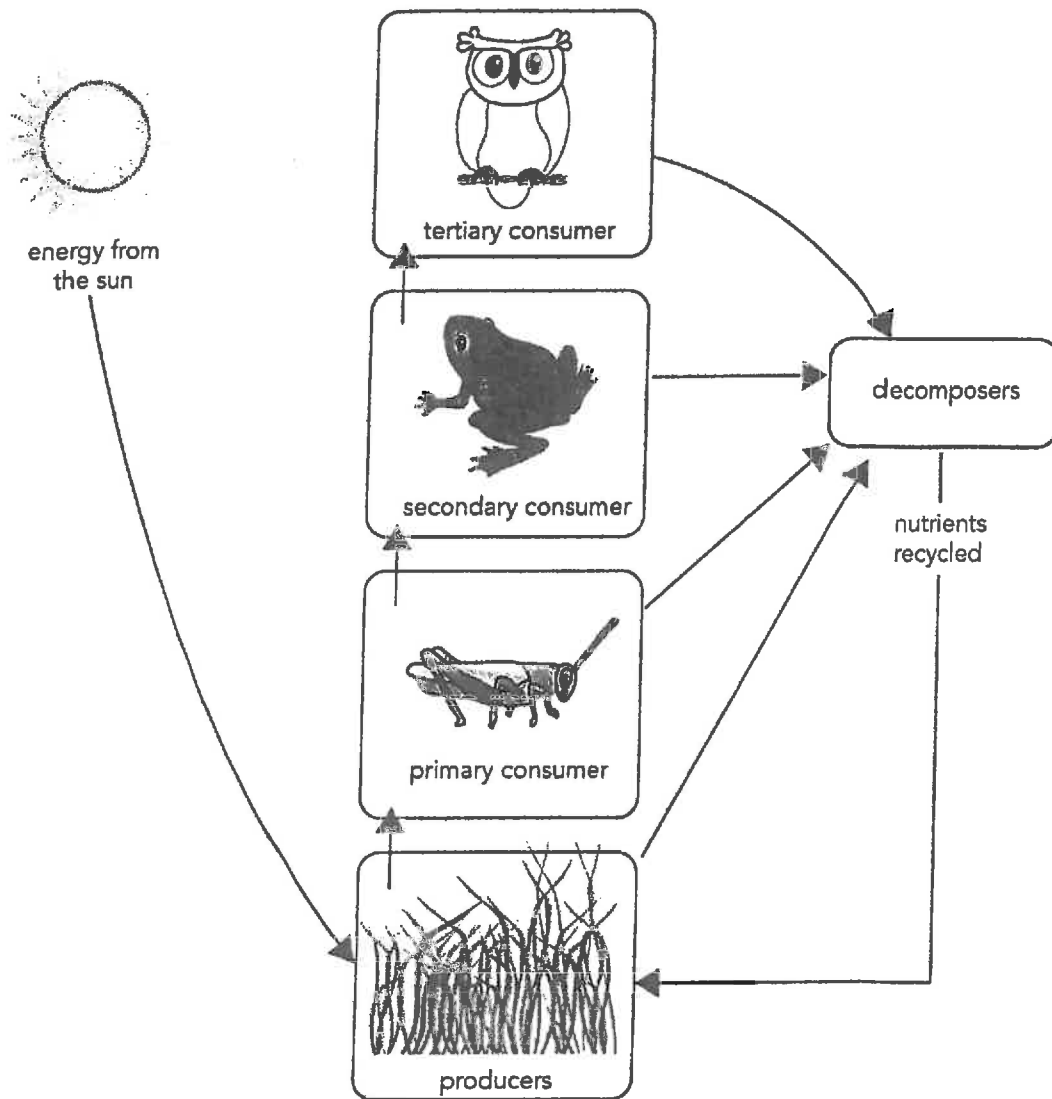 tertiary consumer
energy from
the sun
decomposers
secondary consumer
nutrients
recycled
primary consumer
producers